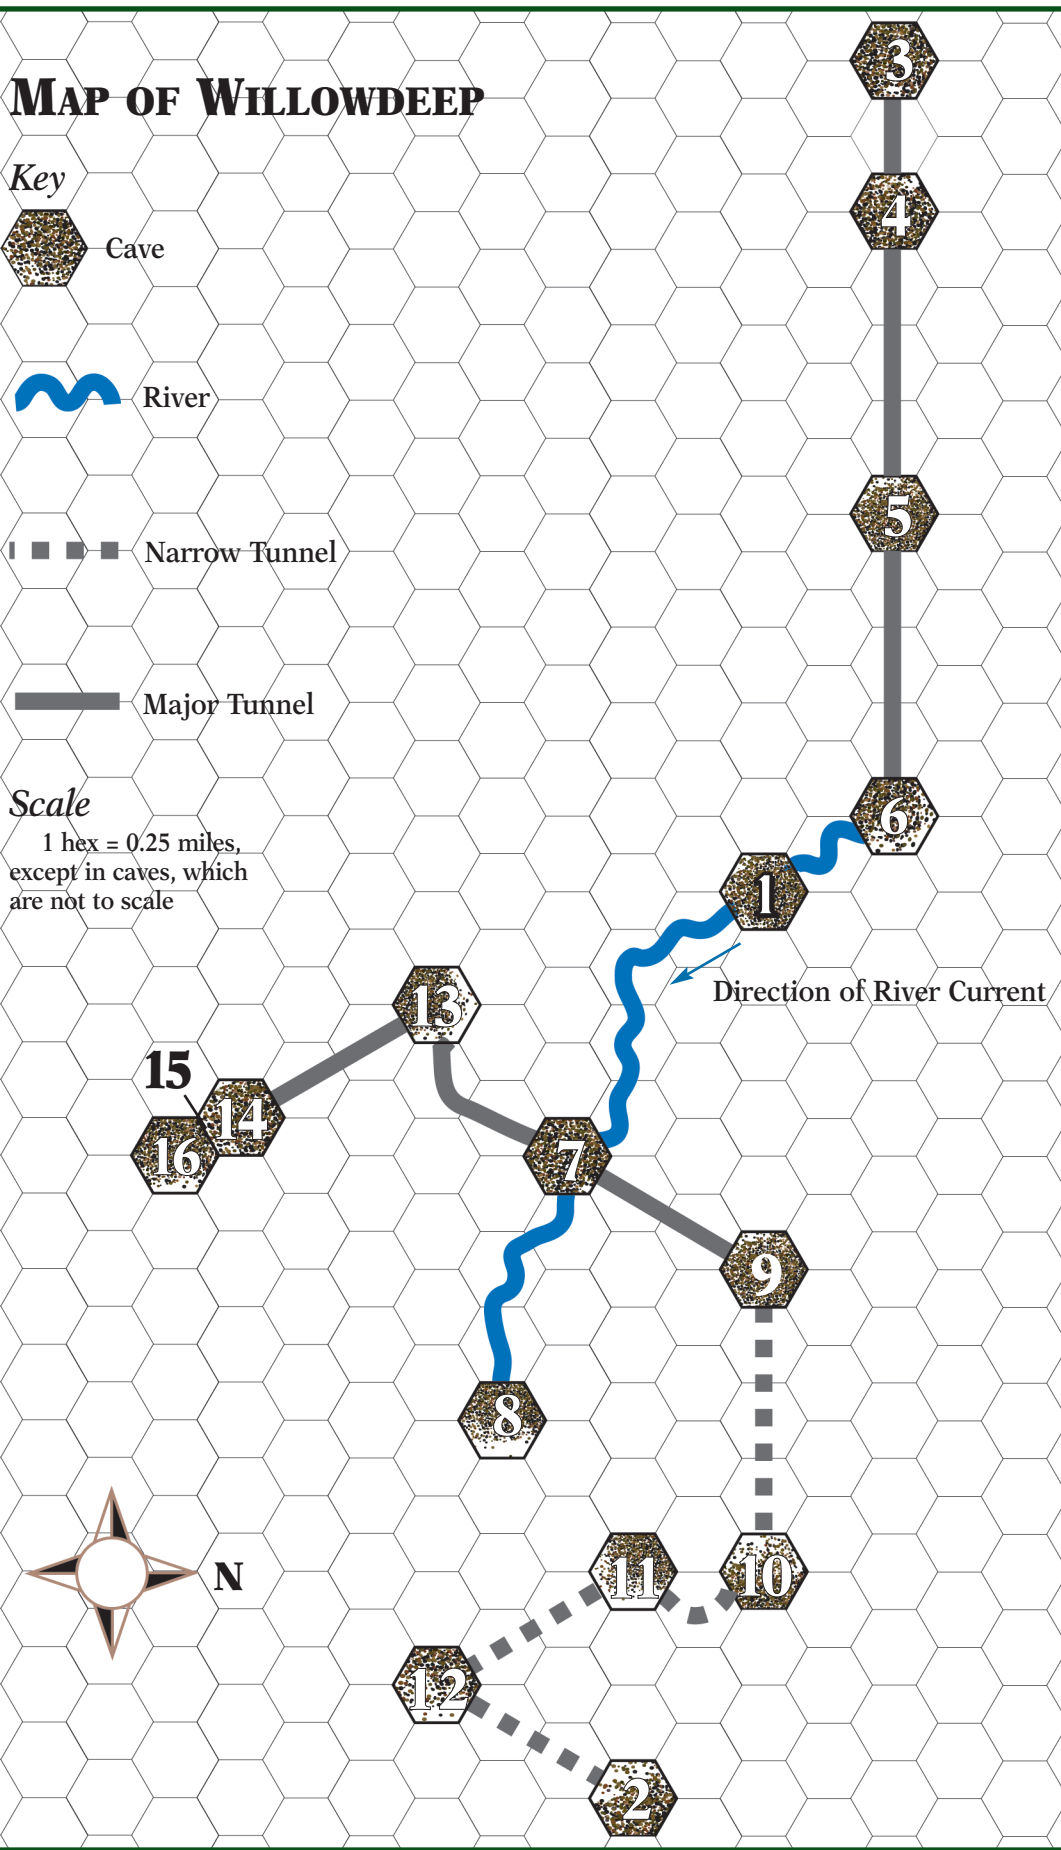 MAP OF WILLOWDEEP
3
Key
4
Cave
River
5
Narrow Tunnel
Major Tunnel
Scale
1 hex = 0.25 miles,
except in caves, which
are not to scale
6
1
Direction of River Current
13
15
14
16
7
9
8
N
11
10
12
2